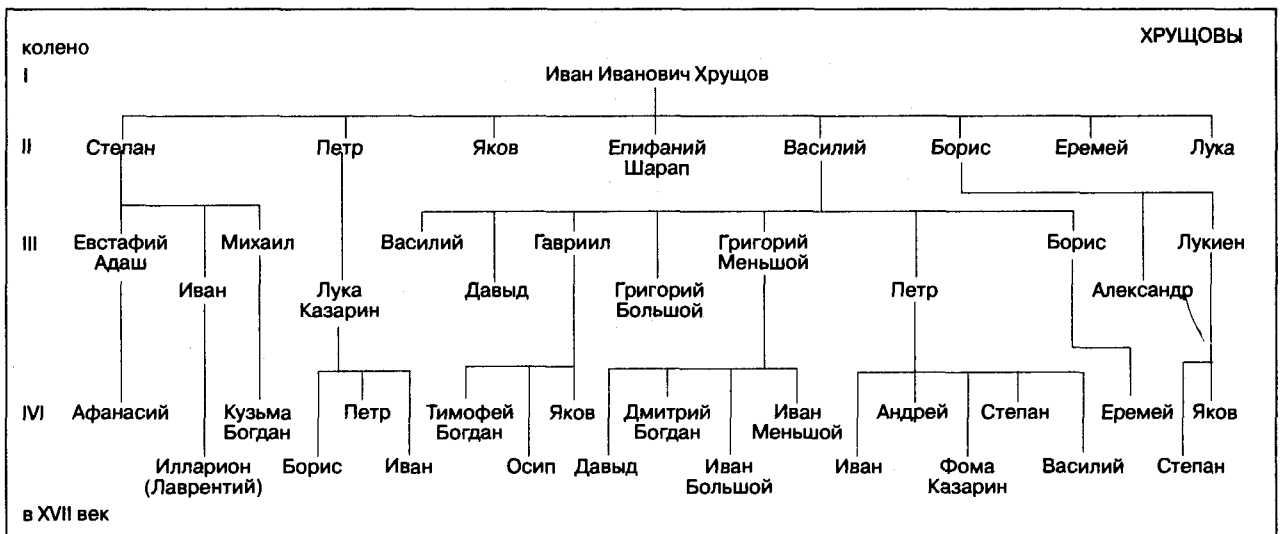 ХРУЩОВЫ
колено
I Иван Иванович Хрущов
II Степан Петр Яков Епифаний Василий Борис Еремей Лука
Шарап
III Евстафий Михаил Василий Гавриил Григорий Борис Лукиен
Адаш Меньшой
Иван Лука Давыд Григорий Петр Александр
Казарин Большой
IVI Афанасий Кузьма Петр Тимофей Яков Дмитрий Иван Андрей Степан Еремей Яков
Богдан Богдан Богдан Меньшой
Илларион Борис Иван Осип Давыд Иван Иван Фома Василий Степан
(Лаврентий) Большой Казарин
в XVII век